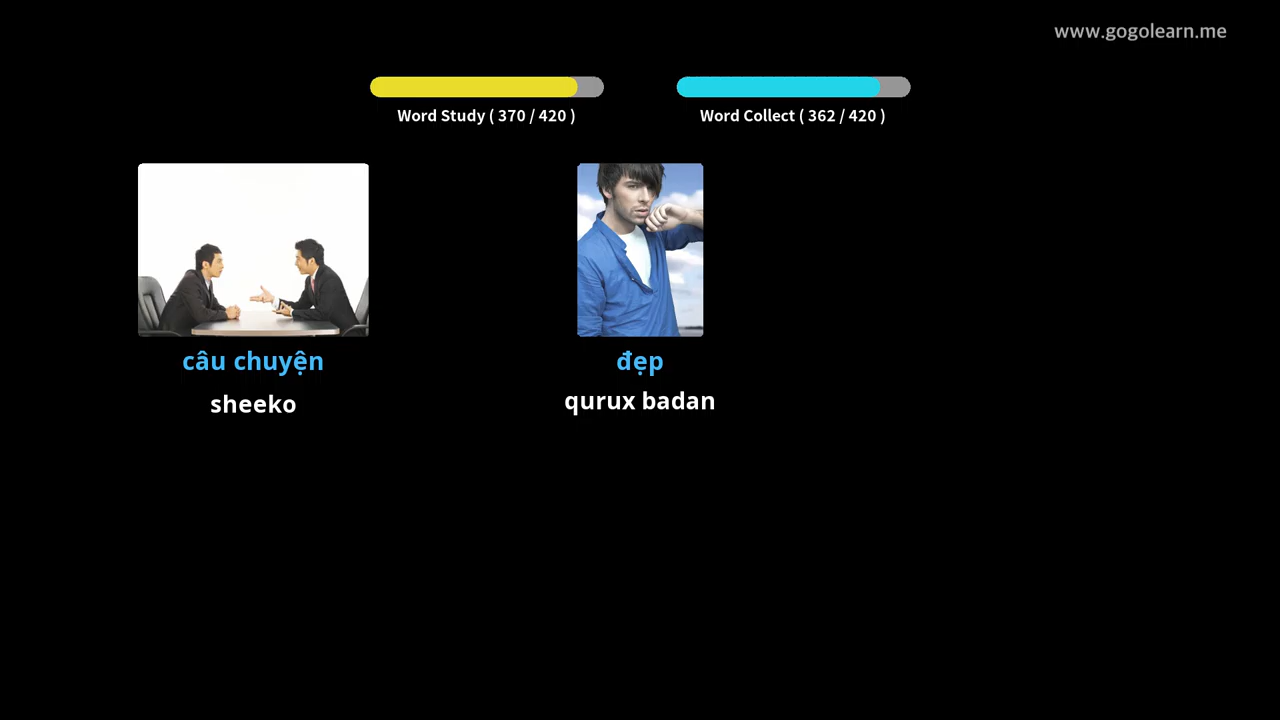 www.gogolearn.me
Word Study ( 370 / 420 )
Word Collect ( 362 / 420 )
câu chuyện
sheeko
đẹp
qurux badan